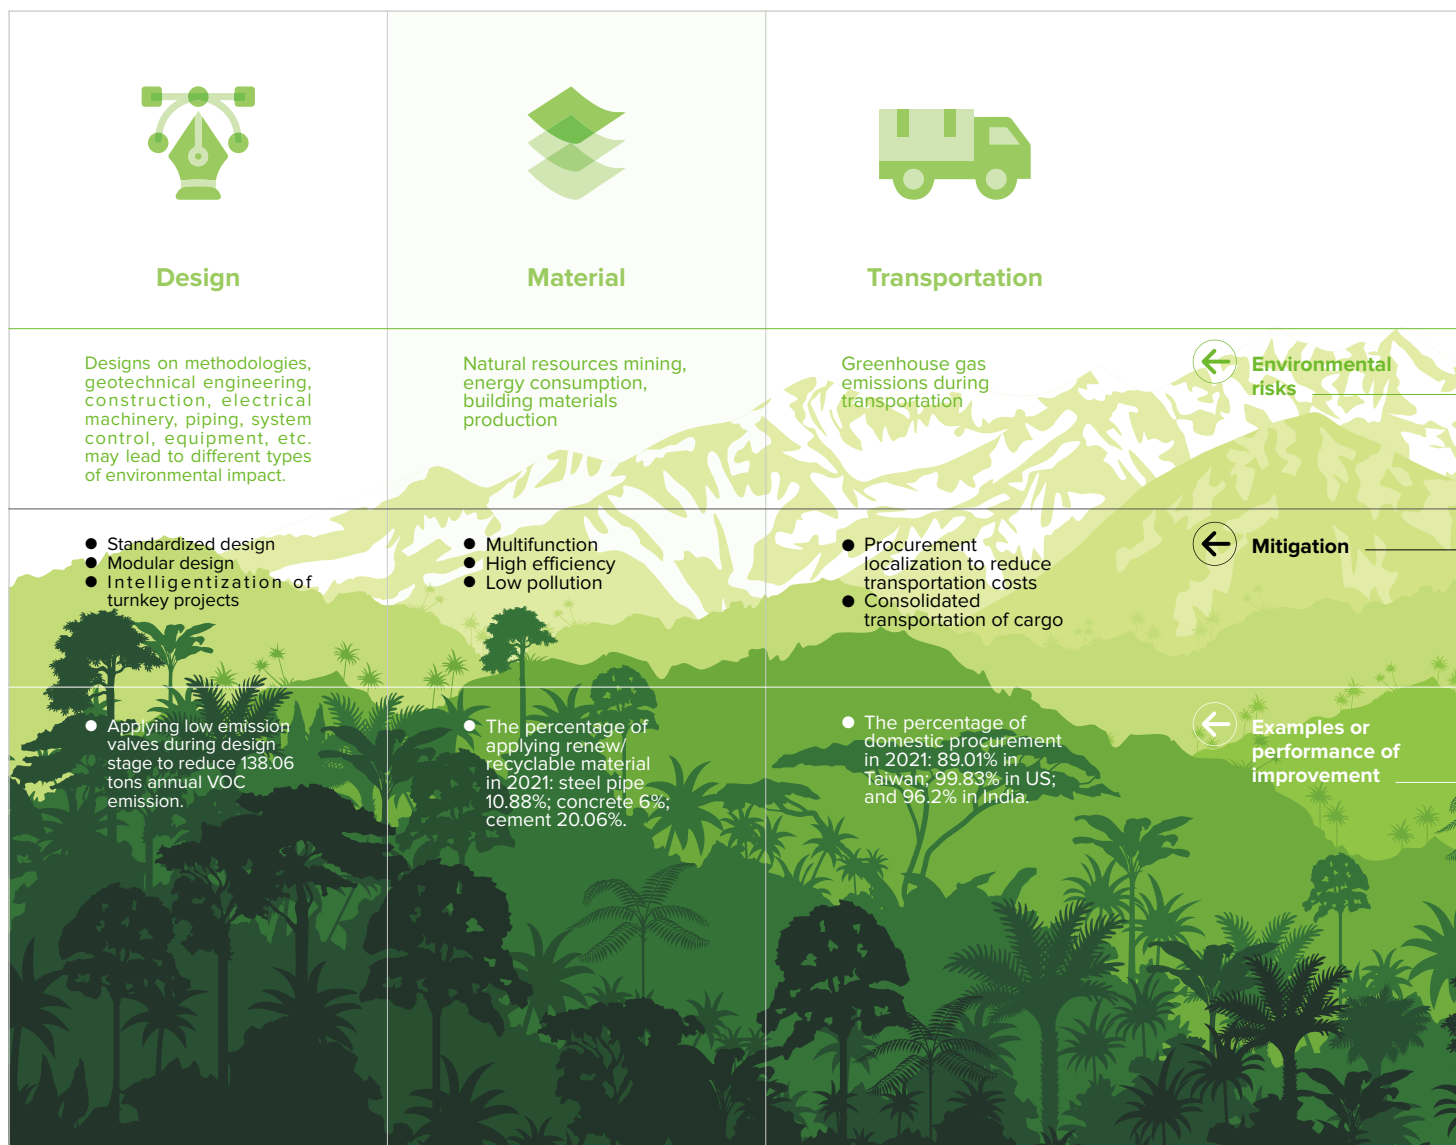 Design
Material
Transportation
Designs on methodologies,
geotechnical engineering,
construction, electrical
machinery, piping, system
control, equipment, etc.
may lead to different types
of environmental impact.
Natural resources mining,
energy consumption,
building materials
production
Greenhouse gas
emissions during
transportation
Environmental
risks
● Standardized design
● Modular design
● Intelligentization of
turnkey projects
● Multifunction
● High efficiency
● Low pollution
● Procurement
localization to reduce
transportation costs
● Consolidated
transportation of cargo
Mitigation
● Applying low emission
valves during design
stage to reduce 138.06
tons annual VOC
emission.
● The percentage of
applying renew/
recyclable material
in 2021: steel pipe
10.88%; concrete 6%;
cement 20.06%.
● The percentage of
domestic procurement
in 2021: 89.01% in
Taiwan; 99.83% in US;
and 96.2% in India.
Examples or
performance of
improvement